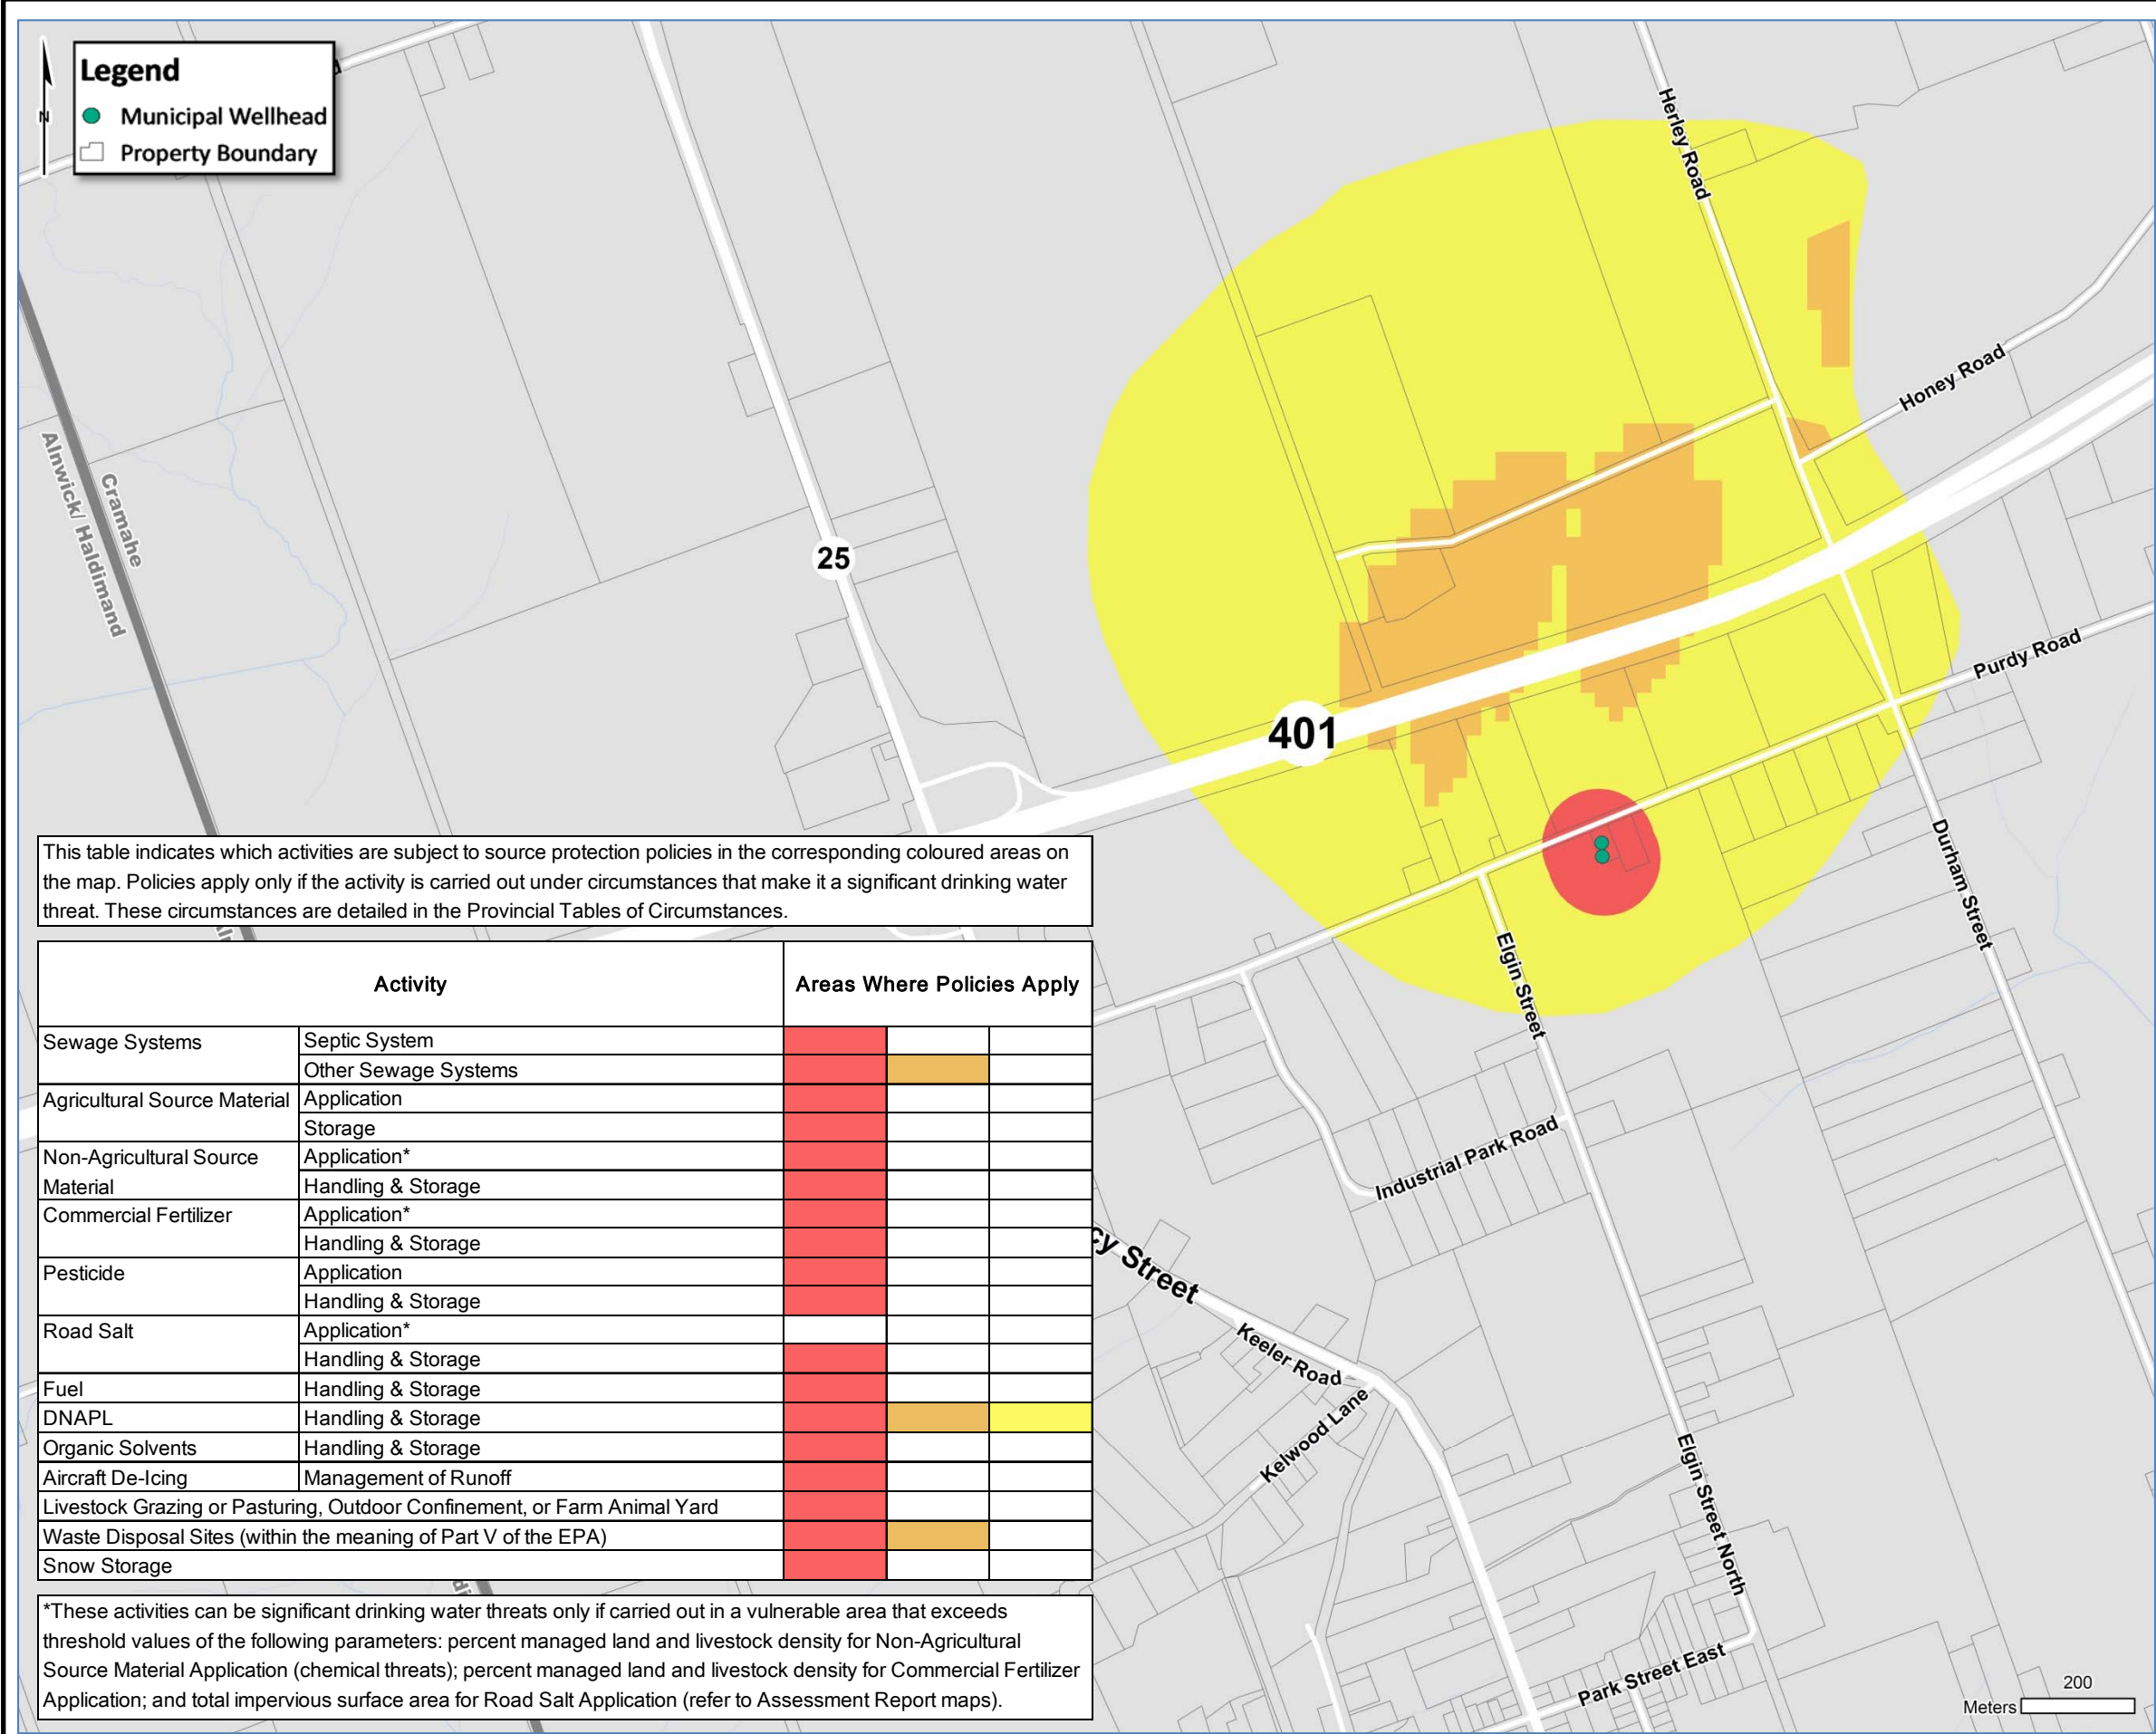 Legend
N
Municipal Wellhead
Property Boundary
Herley Road
Honey Road
Alnwick/ Haldimand
Cramahe
25
401
Purdy Road
Durham Street
Elgin Street
Industrial Park Road
This table indicates which activities are subject to source protection policies in the corresponding coloured areas on
the map. Policies apply only if the activity is carried out under circumstances that make it a significant drinking water
threat. These circumstances are detailed in the Provincial Tables of Circumstances.
Activity Areas Where Policies Apply
Sewage Systems Septic System
Other Sewage Systems
Agricultural Source Material Application
Storage
Non-Agricultural Source Application*
Material Handling & Storage
Commercial Fertilizer Application*
Handling & Storage
Pesticide Application
Handling & Storage
Road Salt Application*
Handling & Storage
Fuel Handling & Storage
DNAPL Handling & Storage
Organic Solvents Handling & Storage
Aircraft De-Icing Management of Runoff
Livestock Grazing or Pasturing, Outdoor Confinement, or Farm Animal Yard
Waste Disposal Sites (within the meaning of Part V of the EPA)
Snow Storage
cy Street
Keeler Road
Kelwood Lane
Elgin Street North
Park Street East
*These activities can be significant drinking water threats only if carried out in a vulnerable area that exceeds
threshold values of the following parameters: percent managed land and livestock density for Non-Agricultural
Source Material Application (chemical threats); percent managed land and livestock density for Commercial Fertilizer
Application; and total impervious surface area for Road Salt Application (refer to Assessment Report maps).
200
Meters